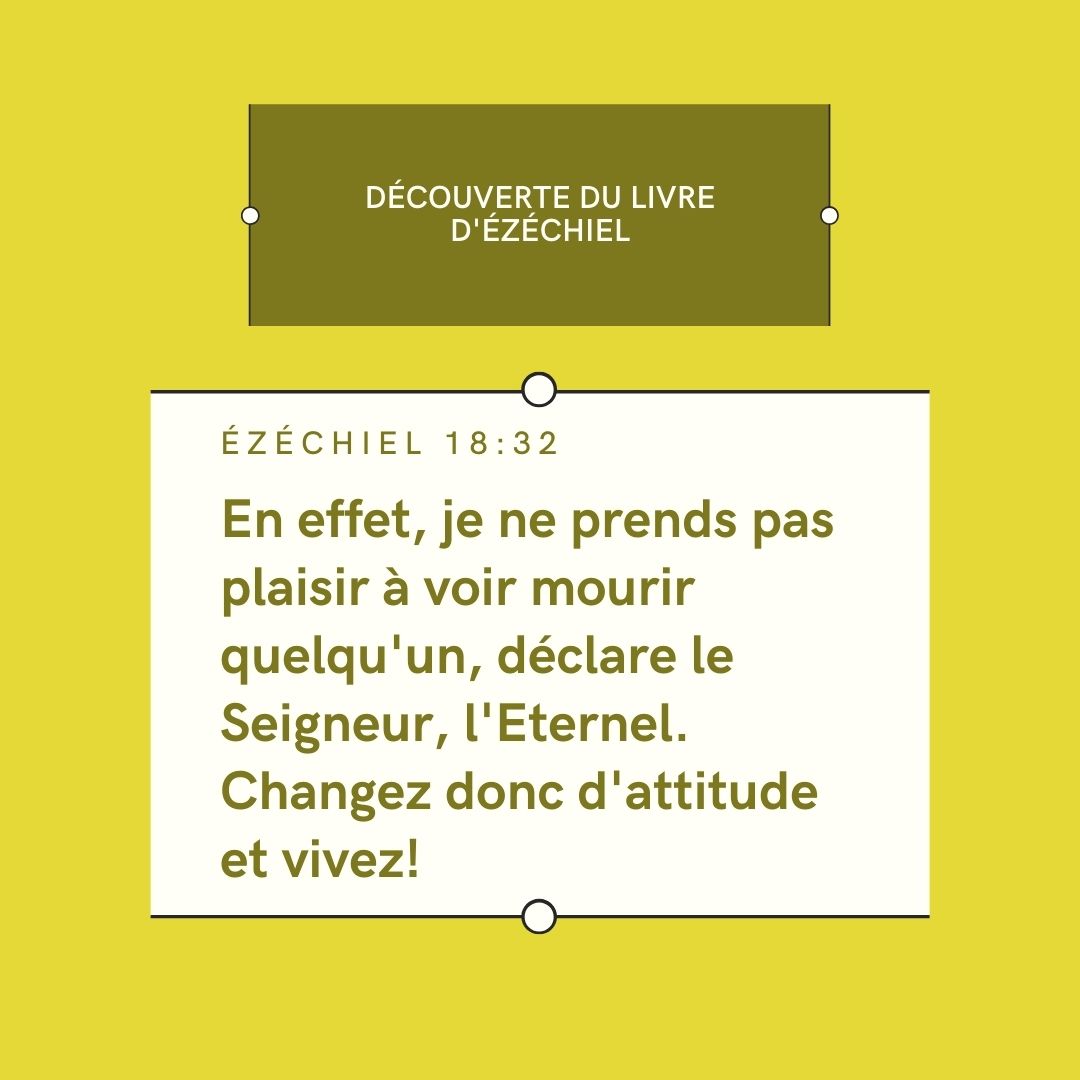 DÉCOUVERTE DU LIVRE
D'ÉZÉCHIEL
ÉZÉCHIEL 18:32
En effet, je ne prends pas
plaisir à voir mourir
quelqu'un, déclare le
Seigneur, l'Eternel.
Changez donc d'attitude
et vivez!